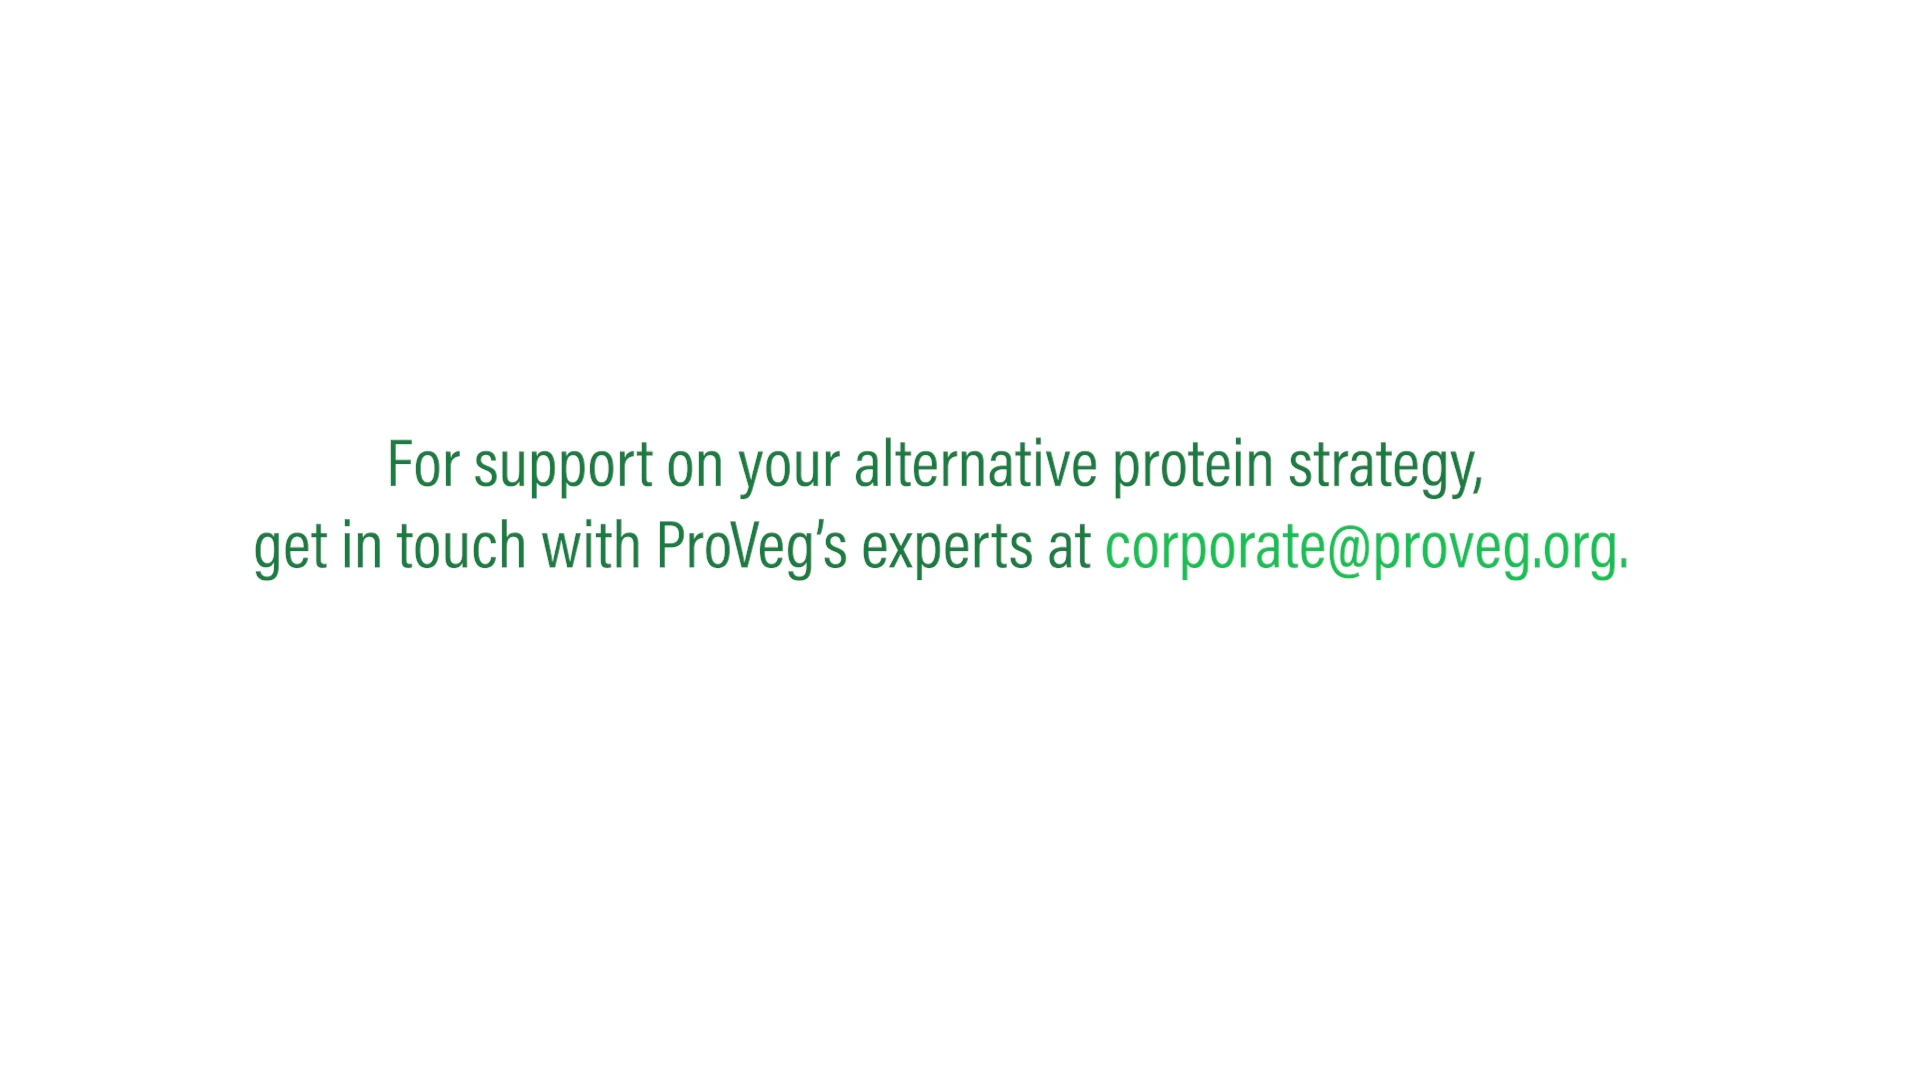 For support on your alternative protein strategy,
get in touch with ProVeg’s experts at corporate@proveg.org.